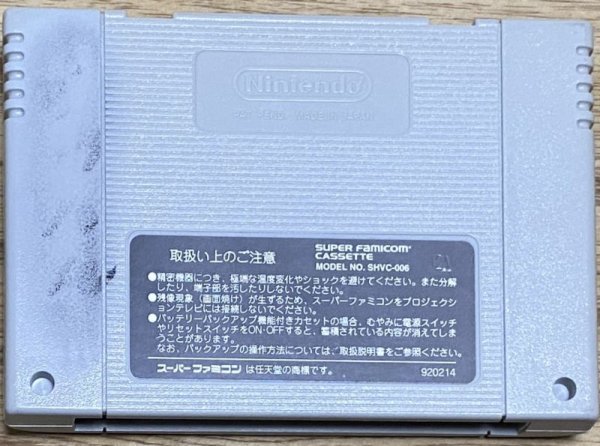 Nintendo
PAT. PEND. MADE IN JAPAN
取扱い上のご注意
SUPER FAMICOM
CASSETTE
MODEL NO. SHVC-006
●精密機器につき、極端な温度変化やショックを避けてください。また分解
したり、端子部を汚したりしないでください。
●残像現象（画面焼け）が生ずるため、スーパーファミコンをプロジェクシ
ョンテレビには接続しないでください。
●バッテリーバックアップ機能付きカセットの場合、むやみに電源スイッチ
やリセットスイッチをON・OFFすると、蓄積されている内容が消えてしま
うことがあります。
なお、バックアップの操作方法については、取扱説明書をご参照ください。
スーパーファミコンは任天堂の商標です。
920214